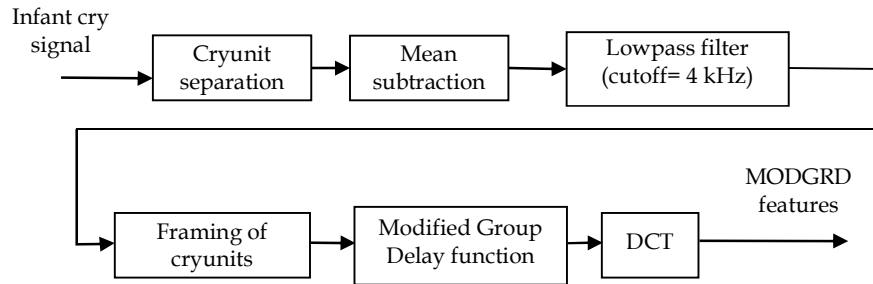 Infant cry
signal
Cryunit
separation
Mean
subtraction
Lowpass filter
(cutoff= 4 kHz)
Framing of
cryunits
Modified Group
Delay function
DCT
MODGRD
features